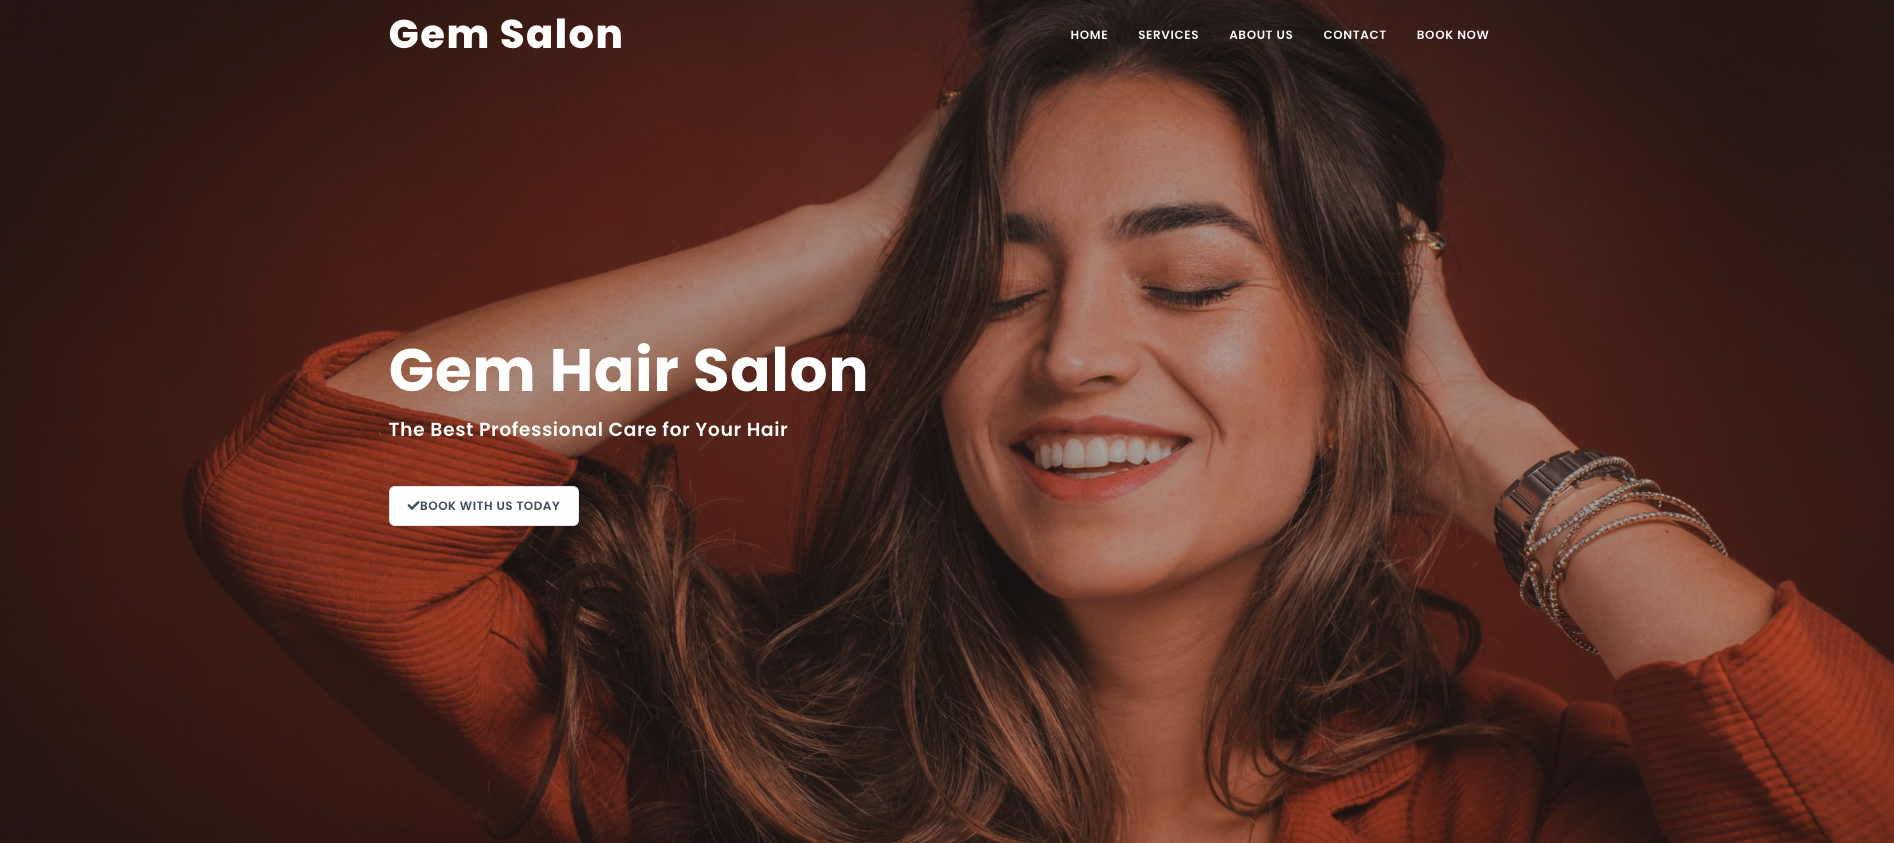 Gem Salon
HOME SERVICES ABOUT US CONTACT BOOK NOW
Gem Hair Salon
The Best Professional Care for Your Hair
BOOK WITH US TODAY